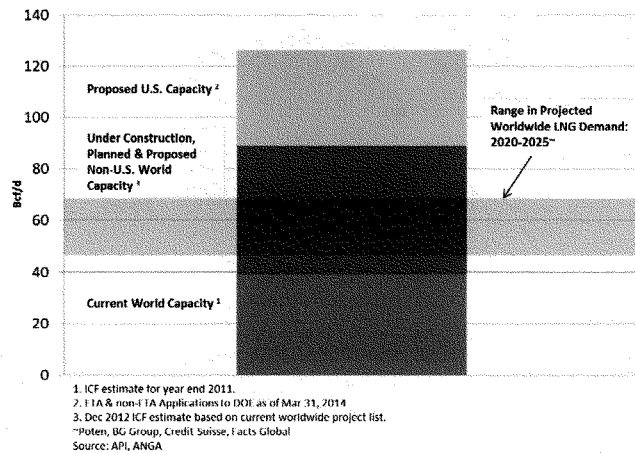 140
120
100
80
60
40
20
0
Bcf/d
Proposed U.S. Capacity ²
Under Construction,
Planned & Proposed
Non-U.S. World
Capacity ³
Current World Capacity ¹
Range in Projected
Worldwide LNG Demand:
2020-2025~
1. ICF estimate for year end 2011.
2. FTA & non-FTA Applications to DOE as of Mar 31, 2014
3. Dec 2012 ICF estimate based on current worldwide project list.
~Poten, BG Group, Credit Suisse, Facts Global
Source: API, ANGA